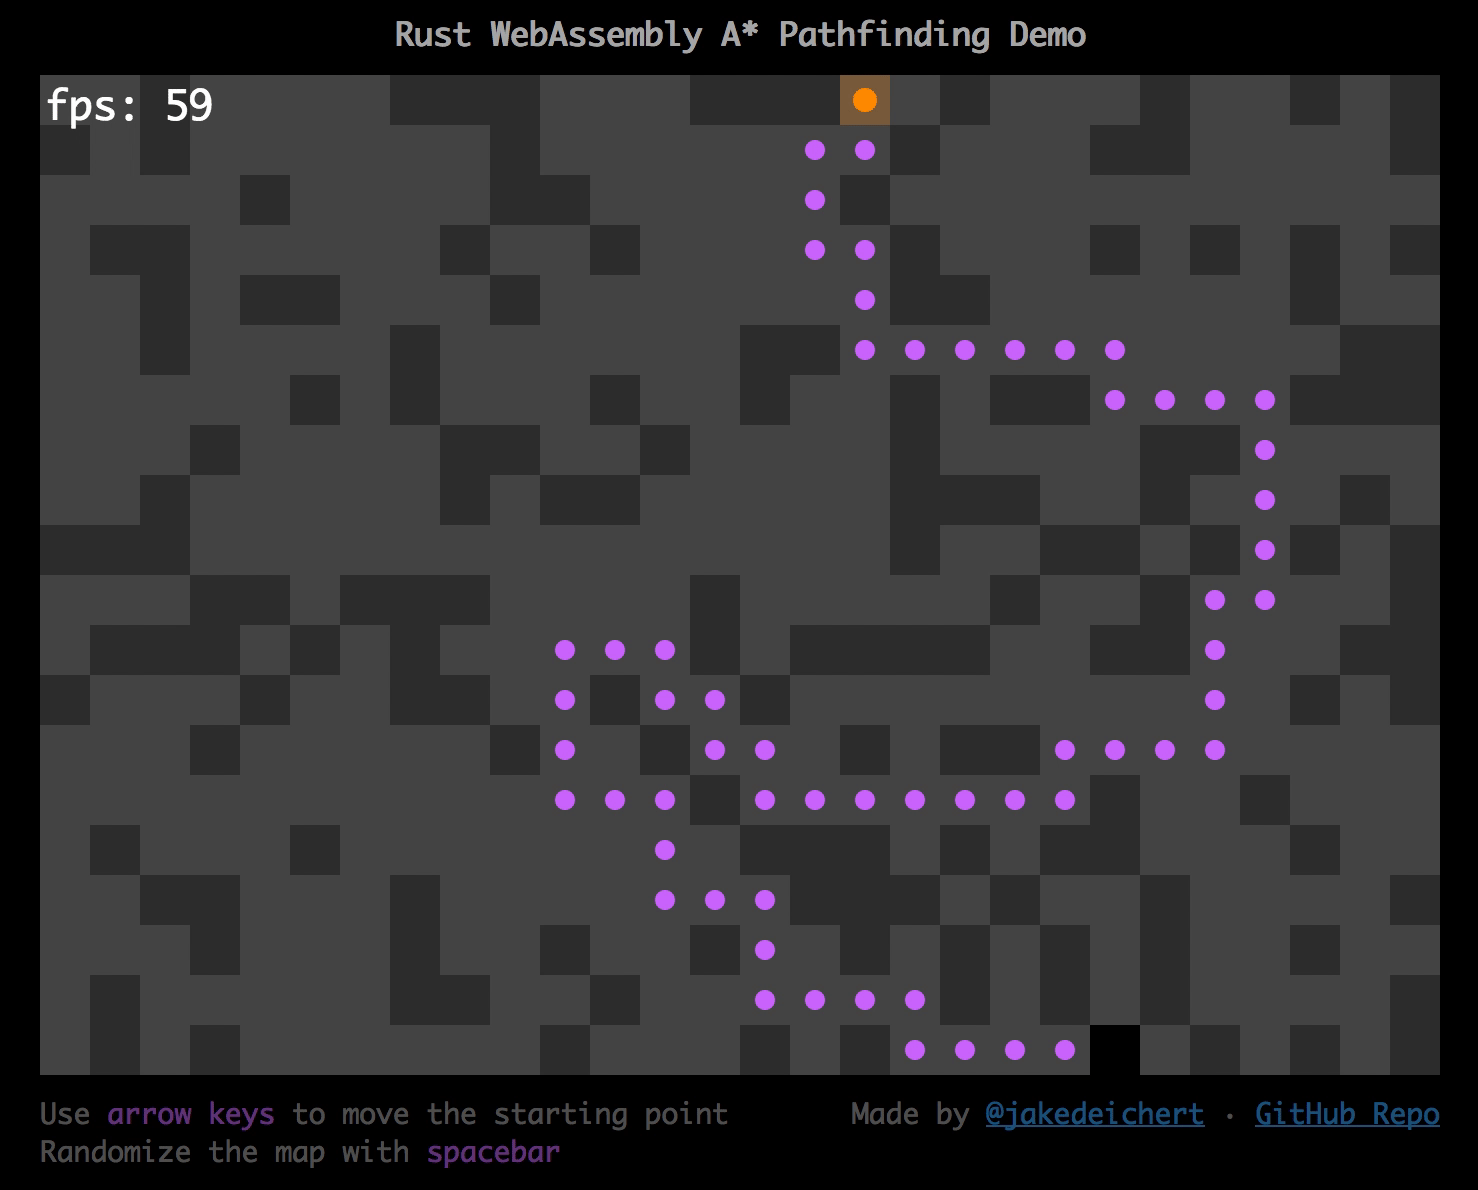 Rust WebAssembly A* Pathfinding Demo
fps: 59
Use arrow keys to move the starting point
Randomize the map with spacebar
Made by @jakedeichert · GitHub Repo